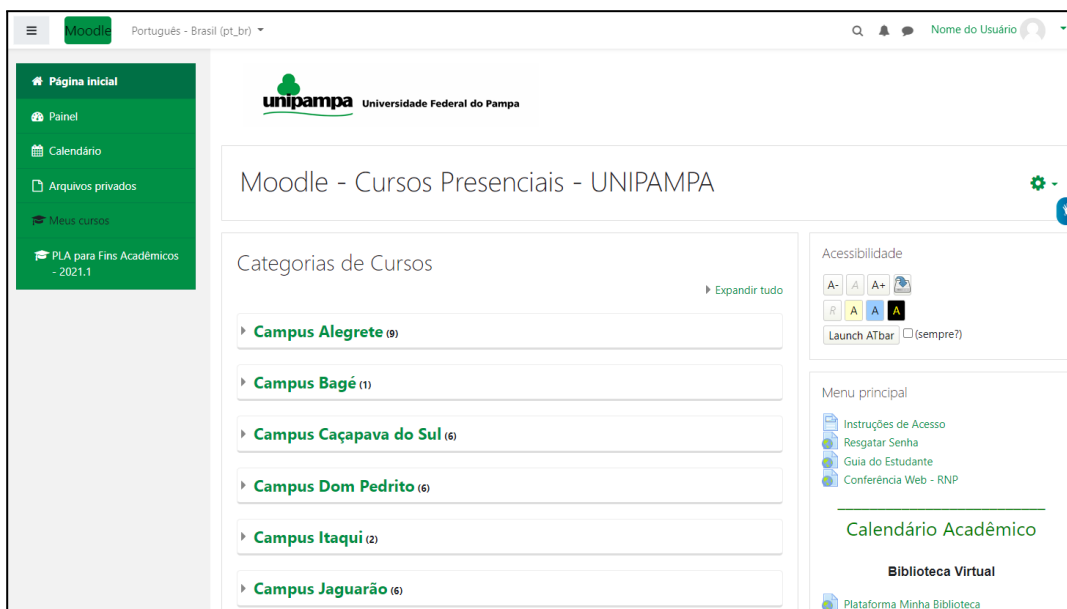 Moodle
Português - Brasil (pt_br)
Nome do Usuário
Página inicial
Painel
Calendário
Arquivos privados
Meus cursos
PLA para Fins Acadêmicos
- 2021.1
unipampa Universidade Federal do Pampa
Moodle - Cursos Presenciais - UNIPAMPA
Categorias de Cursos
Expandir tudo
Campus Alegrete (9)
Campus Bagé (1)
Campus Caçapava do Sul (6)
Campus Dom Pedrito (6)
Campus Itaqui (2)
Campus Jaguarão (6)
Acessibilidade
A- A A+
R A A A
Launch ATbar (sempre?)
Menu principal
Instruções de Acesso
Resgatar Senha
Guia do Estudante
Conferência Web - RNP
Calendário Acadêmico
Biblioteca Virtual
Plataforma Minha Biblioteca